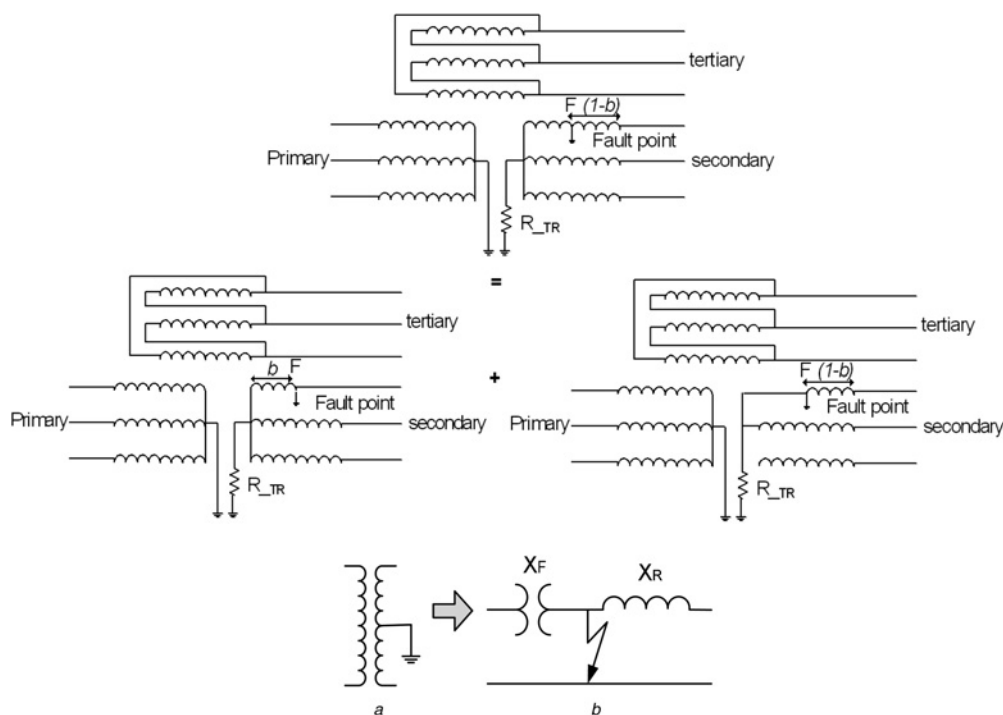 tertiary
F (1-b)
Fault point
Primary
secondary
R_TR
=
tertiary
b F
Fault point
Primary
secondary
R_TR
+
tertiary
F (1-b)
Fault point
Primary
secondary
R_TR
XF
XR
a
b